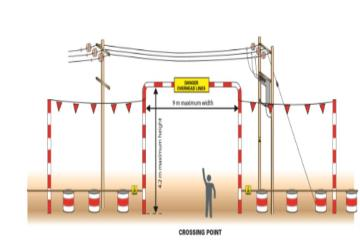 DANGER
OVERHEAD LINES
9 m maximum width
4.2 m maximum height
CROSSING POINT